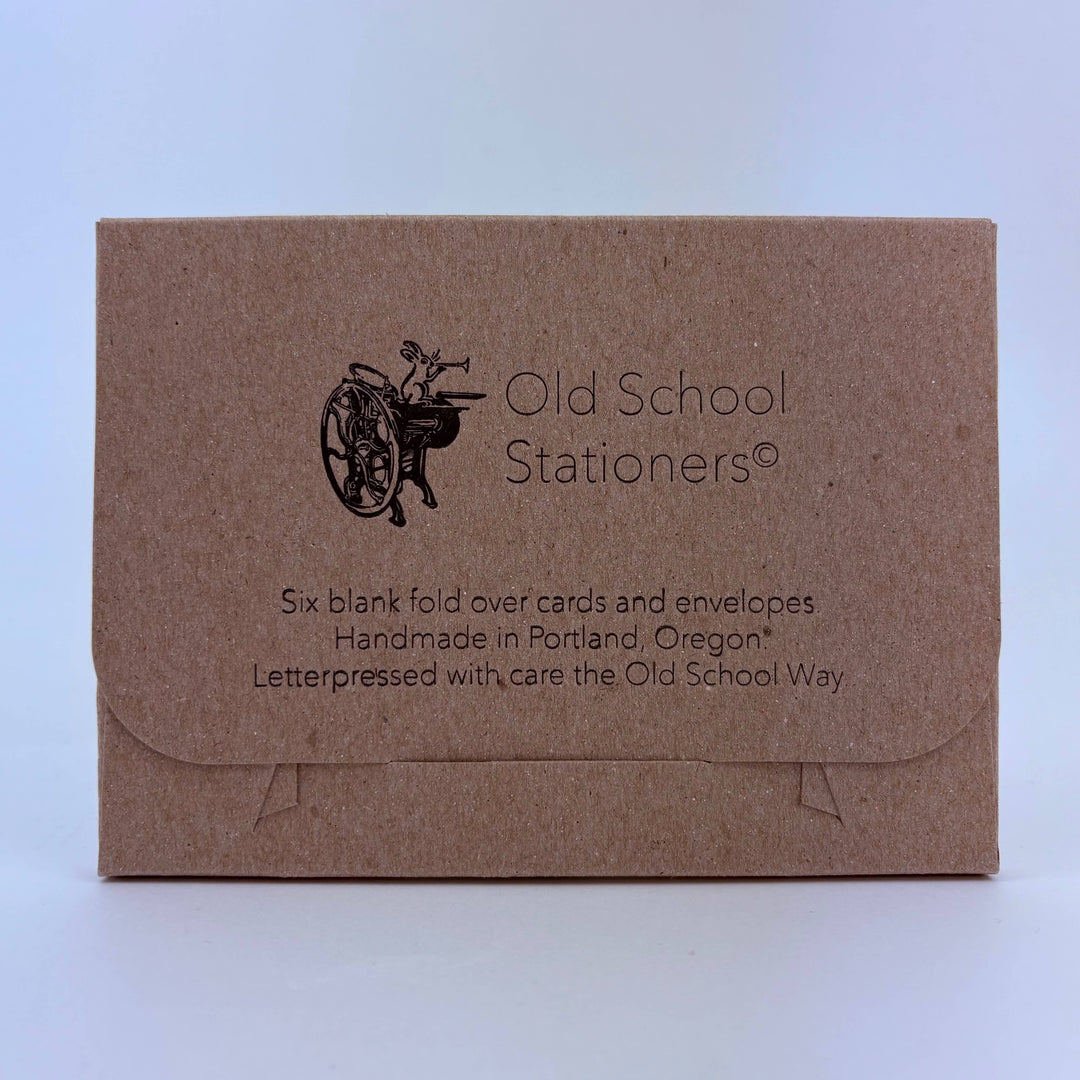 Old School
Stationers©
Six blank fold over cards and envelopes.
Handmade in Portland, Oregon.
Letterpressed with care the Old School Way.